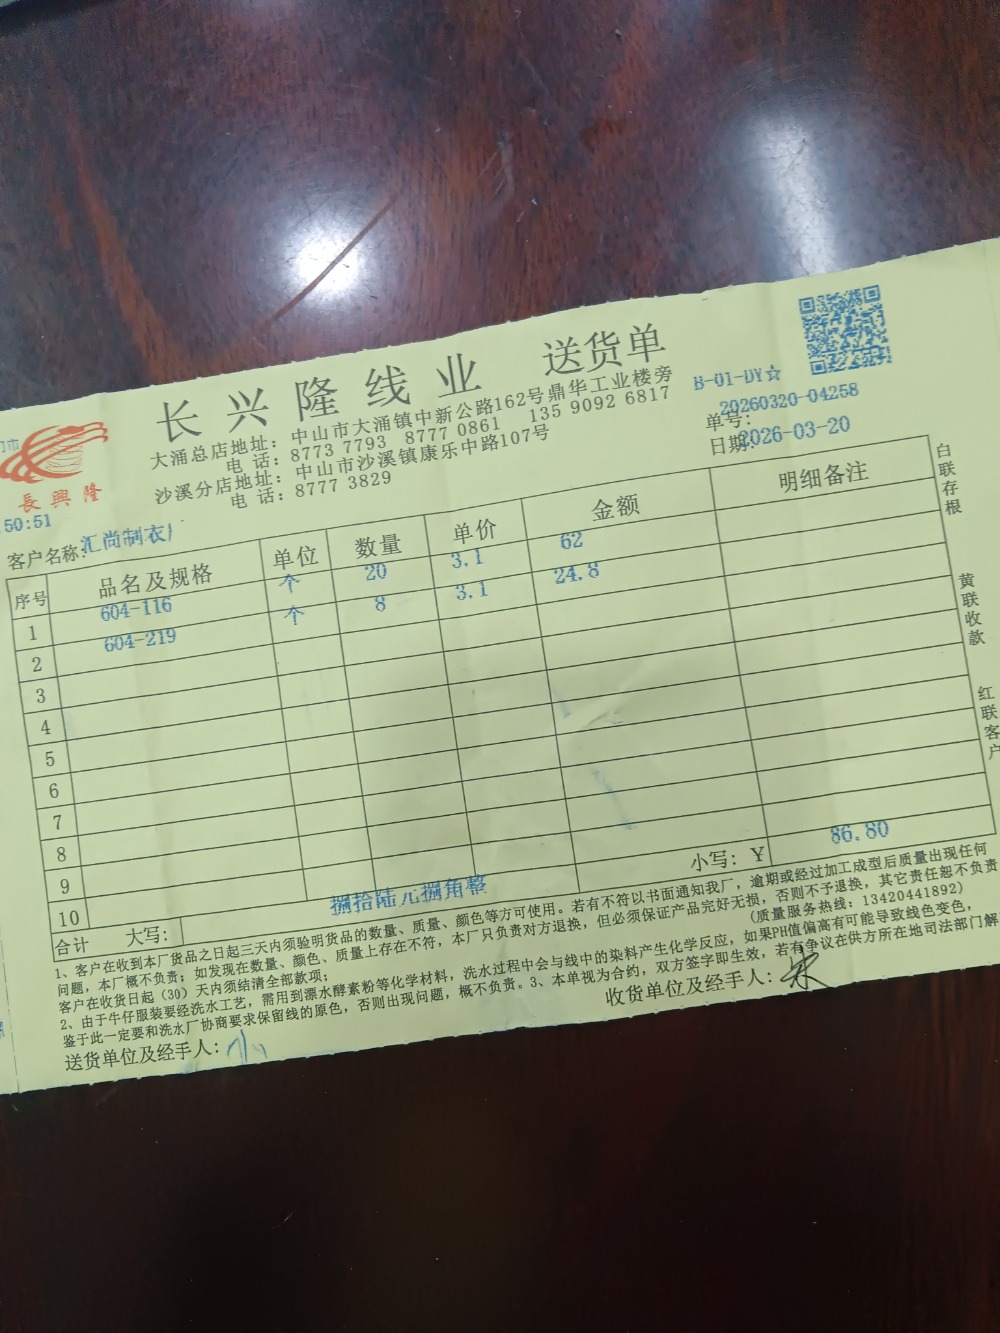 长兴隆线业 送货单
大涌总店地址：中山市大涌镇中新公路162号鼎华工业楼旁
电 话：8773 7793 8777 0861 135 9092 6817
沙溪分店地址：中山市沙溪镇康乐中路107号
电 话：8777 3829
B-01-DY☆
单号：20260320-04258
日期：2026-03-20
長興隆
50:51
客户名称：汇尚制衣厂
序号 品名及规格 单位 数量 单价 金额 明细备注
1 604-116 个 20 3.1 62
2 604-219 个 8 3.1 24.8
3
4
5
6
7
8
9
10
合计 大写：捌拾陆元捌角整 小写：￥ 86.80
白联存根
黄联收款
红联客户
1、客户在收到本厂货品之日起三天内须验明货品的数量、质量、颜色等方可使用。若有不符以书面通知我厂，逾期或经过加工成型后质量出现任何
问题，本厂概不负责；如发现在数量、颜色、质量上存在不符，本厂只负责对方退换，但必须保证产品完好无损，否则不予退换，其它责任恕不负责
客户在收货日起（30）天内须结清全部款项； (质量服务热线：13420441892)
2、由于牛仔服装要经洗水工艺，需用到漂水酵素粉等化学材料，洗水过程中会与线中的染料产生化学反应，如果PH值偏高有可能导致线色变色，
鉴于此一定要和洗水厂协商要求保留线的原色，否则出现问题，概不负责。3、本单视为合约，双方签字即生效，若有争议在供方所在地司法部门解
送货单位及经手人：小
收货单位及经手人：